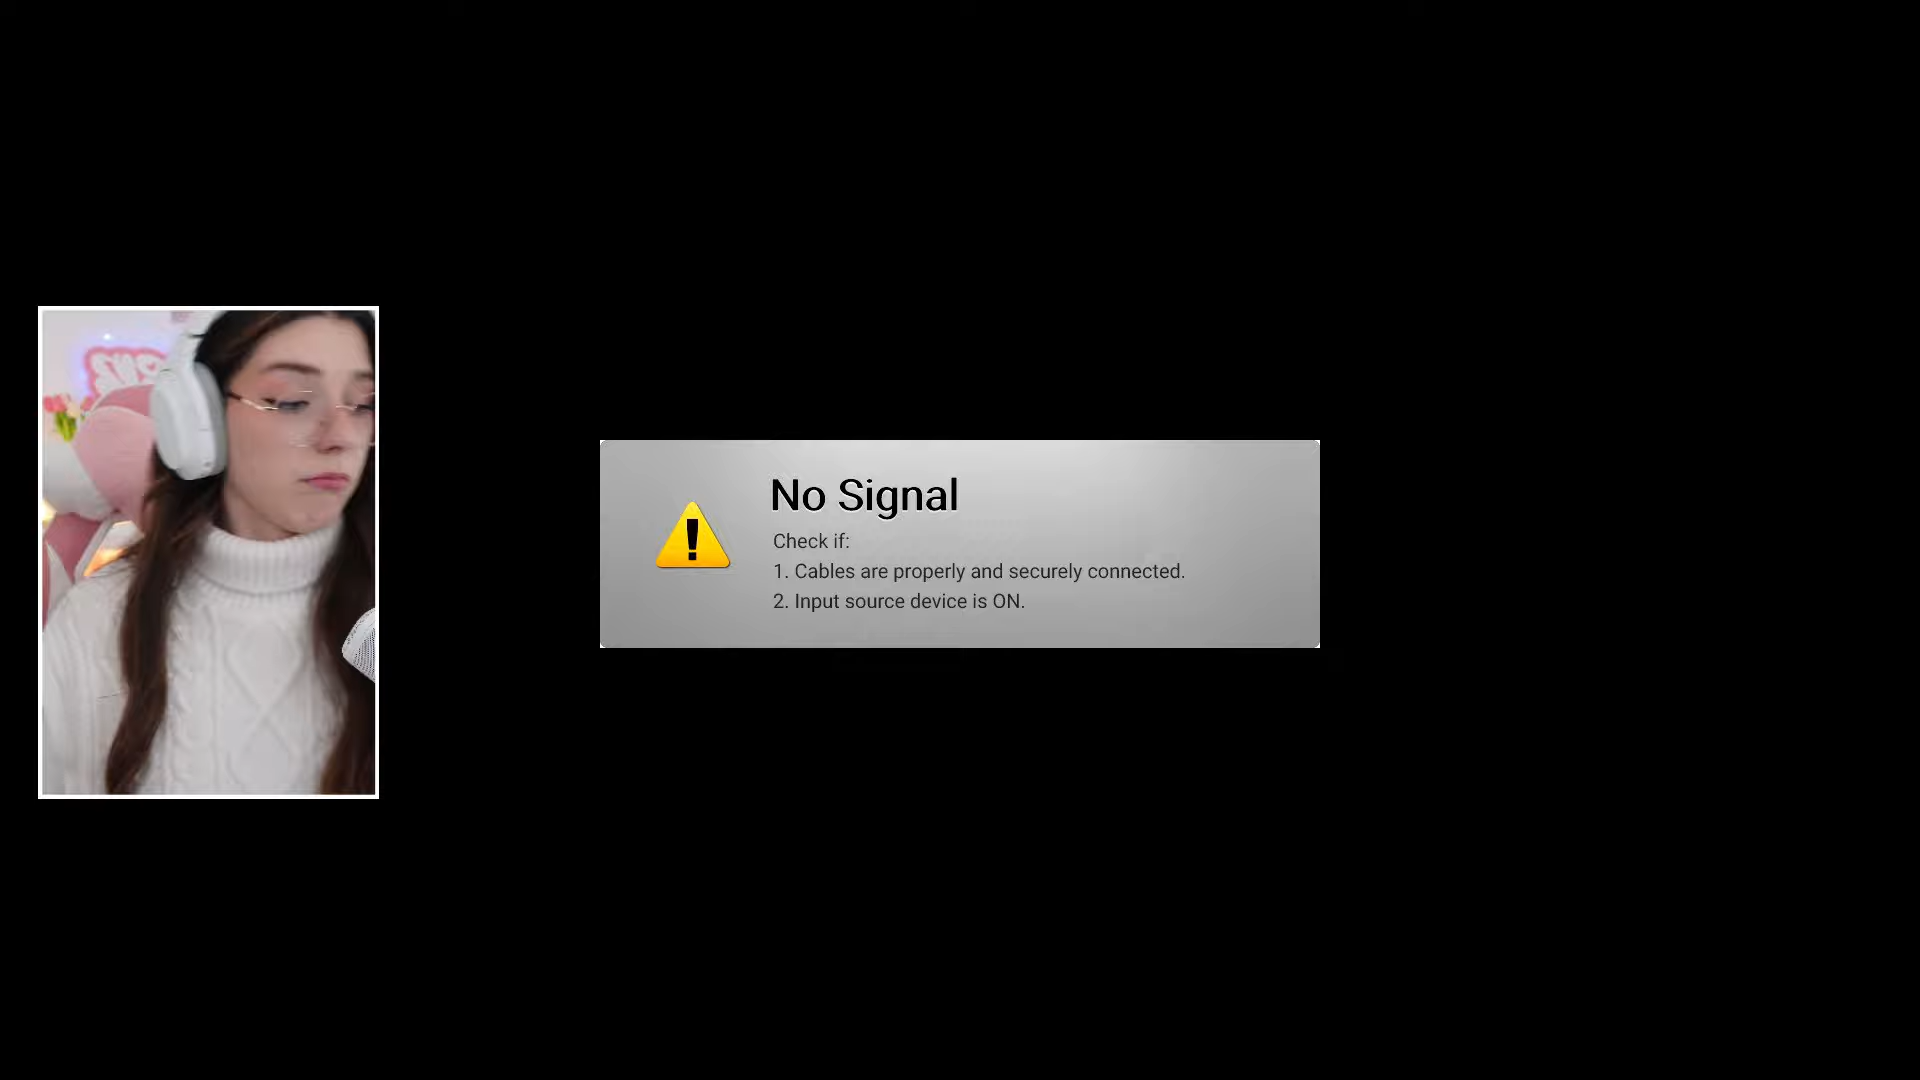 No Signal
Check if:
1. Cables are properly and securely connected.
2. Input source device is ON.